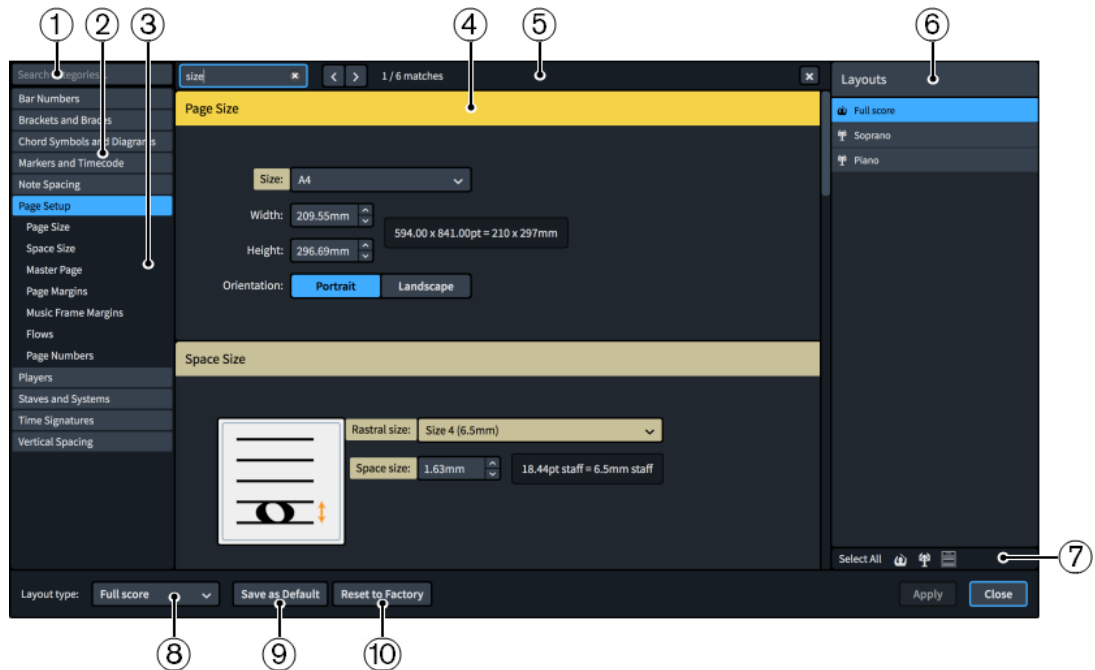 ① ② ③ ④ ⑤ ⑥
Search categories...
Bar Numbers
Brackets and Braces
Chord Symbols and Diagrams
Markers and Timecode
Note Spacing
Page Setup
Page Size
Space Size
Master Page
Page Margins
Music Frame Margins
Flows
Page Numbers
Players
Staves and Systems
Time Signatures
Vertical Spacing
size
1 / 6 matches
Page Size
Size: A4
Width: 209.55mm
594.00 x 841.00pt = 210 x 297mm
Height: 296.69mm
Orientation: Portrait Landscape
Space Size
Rastral size: Size 4 (6.5mm)
Space size: 1.63mm 18.44pt staff = 6.5mm staff
Layouts
Full score
Soprano
Piano
Select All
⑦
Layout type: Full score Save as Default Reset to Factory Apply Close
⑧ ⑨ ⑩